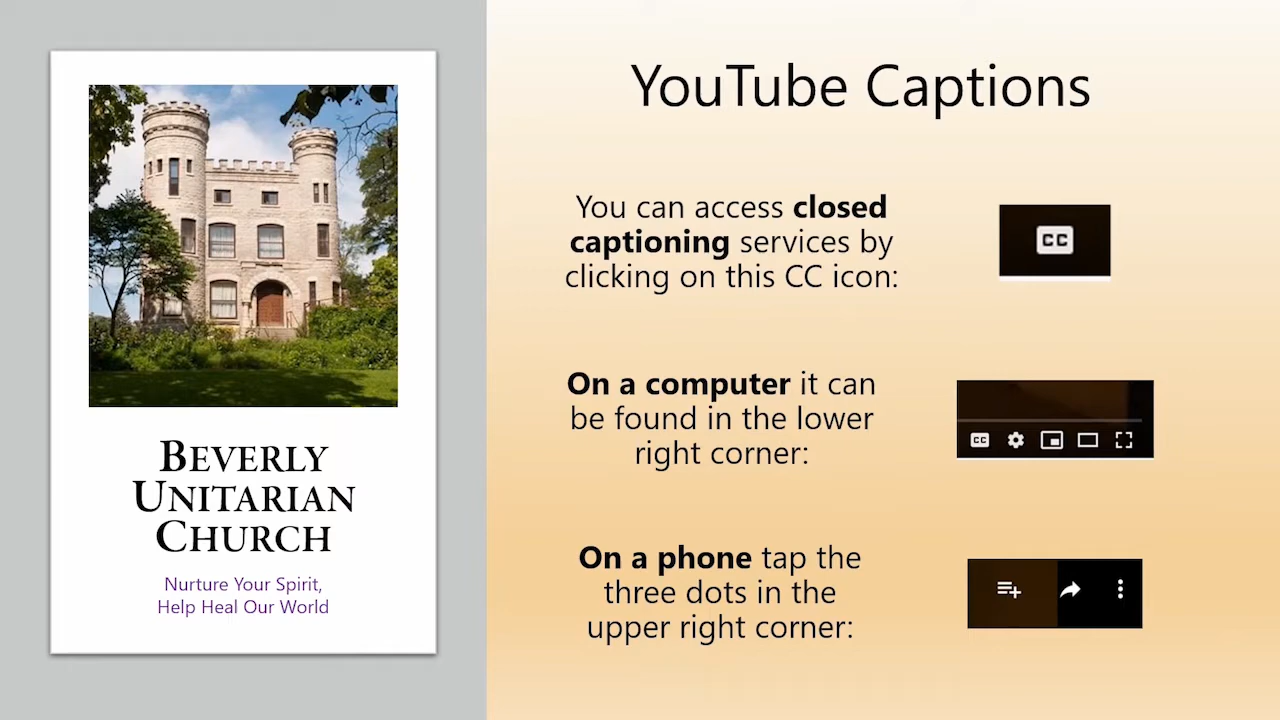 BEVERLY
UNITARIAN
CHURCH
Nurture Your Spirit,
Help Heal Our World
YouTube Captions
You can access closed
captioning services by
clicking on this CC icon:
CC
On a computer it can
be found in the lower
right corner:
CC
On a phone tap the
three dots in the
upper right corner: